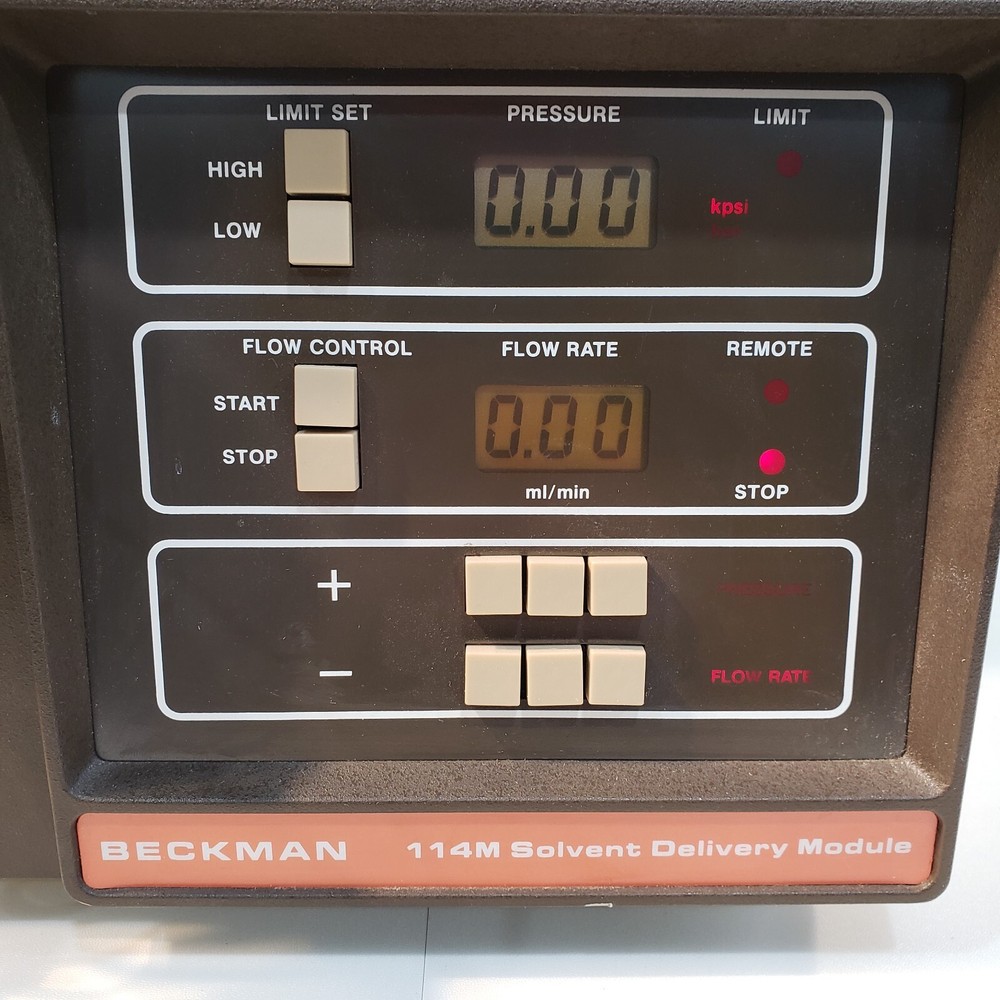 LIMIT SET
PRESSURE
LIMIT
HIGH
0.00
kpsi
LOW
FLOW CONTROL
FLOW RATE
REMOTE
START
0.00
STOP
ml/min
STOP
+
PRESSURE
−
FLOW RATE
BECKMAN 114M Solvent Delivery Module